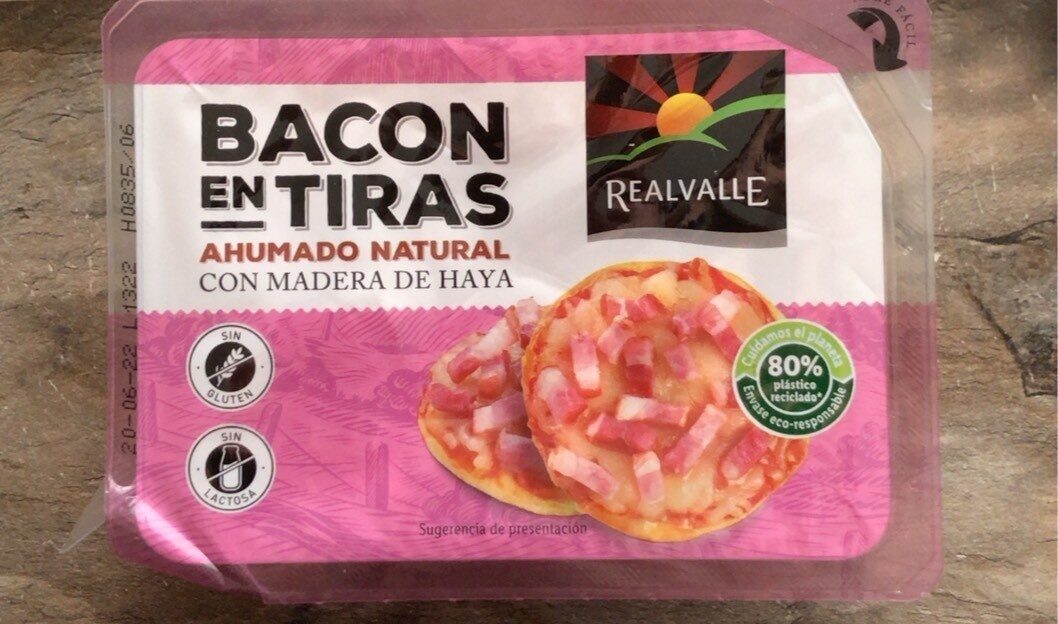 BACON
EN TIRAS
AHUMADO NATURAL
CON MADERA DE HAYA
REALVALLE
FÁCIL
SIN
GLUTEN
SIN
LACTOSA
Cuidamos el planeta
80%
plástico
reciclado*
Envase eco-responsable
Sugerencia de presentación
20-06-22 L1322 H0835/06